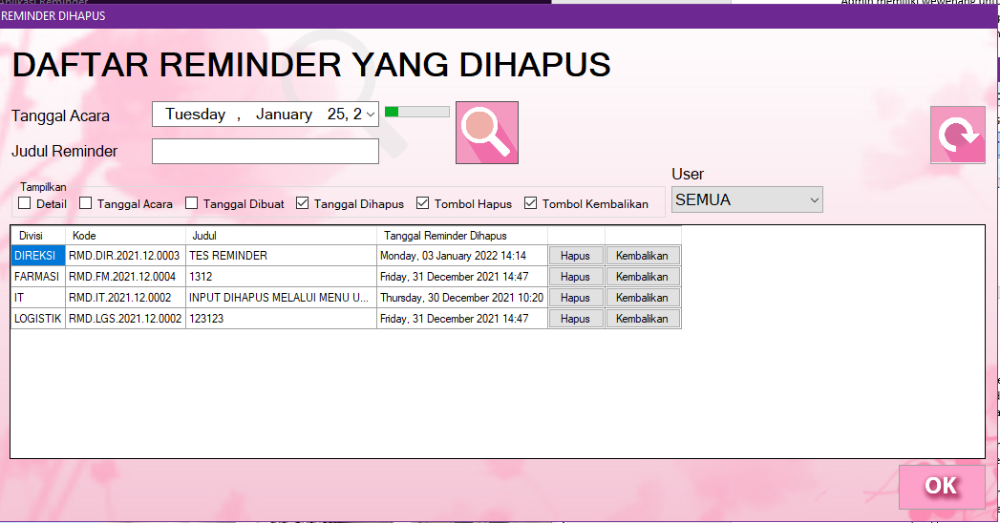 Aplikasi Reminder
REMINDER DIHAPUS
DAFTAR REMINDER YANG DIHAPUS
Tanggal Acara
Tuesday , January 25, 2
Judul Reminder
User
Tampilkan
Detail Tanggal Acara Tanggal Dibuat Tanggal Dihapus Tombol Hapus Tombol Kembalikan
SEMUA
Divisi Kode Judul Tanggal Reminder Dihapus
DIREKSI RMD.DIR.2021.12.0003 TES REMINDER Monday, 03 January 2022 14:14 Hapus Kembalikan
FARMASI RMD.FM.2021.12.0004 1312 Friday, 31 December 2021 14:47 Hapus Kembalikan
IT RMD.IT.2021.12.0002 INPUT DIHAPUS MELALUI MENU U... Thursday, 30 December 2021 10:20 Hapus Kembalikan
LOGISTIK RMD.LGS.2021.12.0002 123123 Friday, 31 December 2021 14:47 Hapus Kembalikan
OK